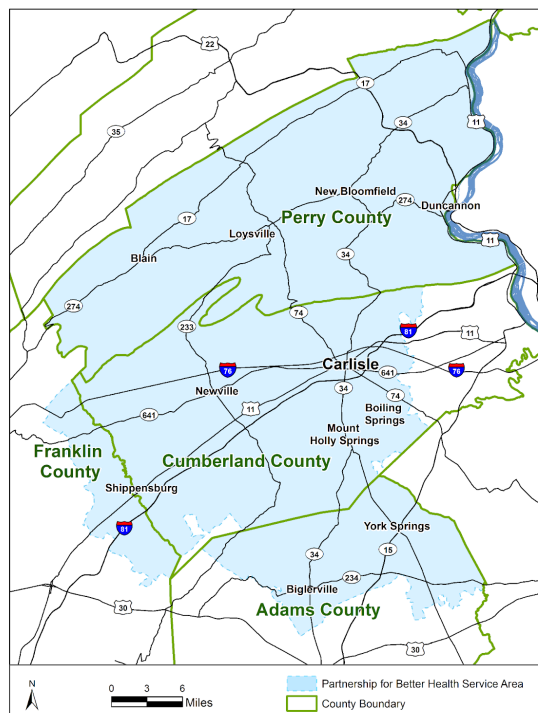 22
17
35
34
11
New Bloomfield
274
Duncannon
17
Perry County
Loysville
11
34
Blain
274
74
233
81
11
76
Carlisle
641
76
34
Newville
74
11
641
Boiling
Springs
Mount
Holly Springs
Franklin
County
Cumberland County
Shippensburg
81
York Springs
34
15
234
Biglerville
30
Adams County
30
N
0 3 6
Miles
Partnership for Better Health Service Area
County Boundary